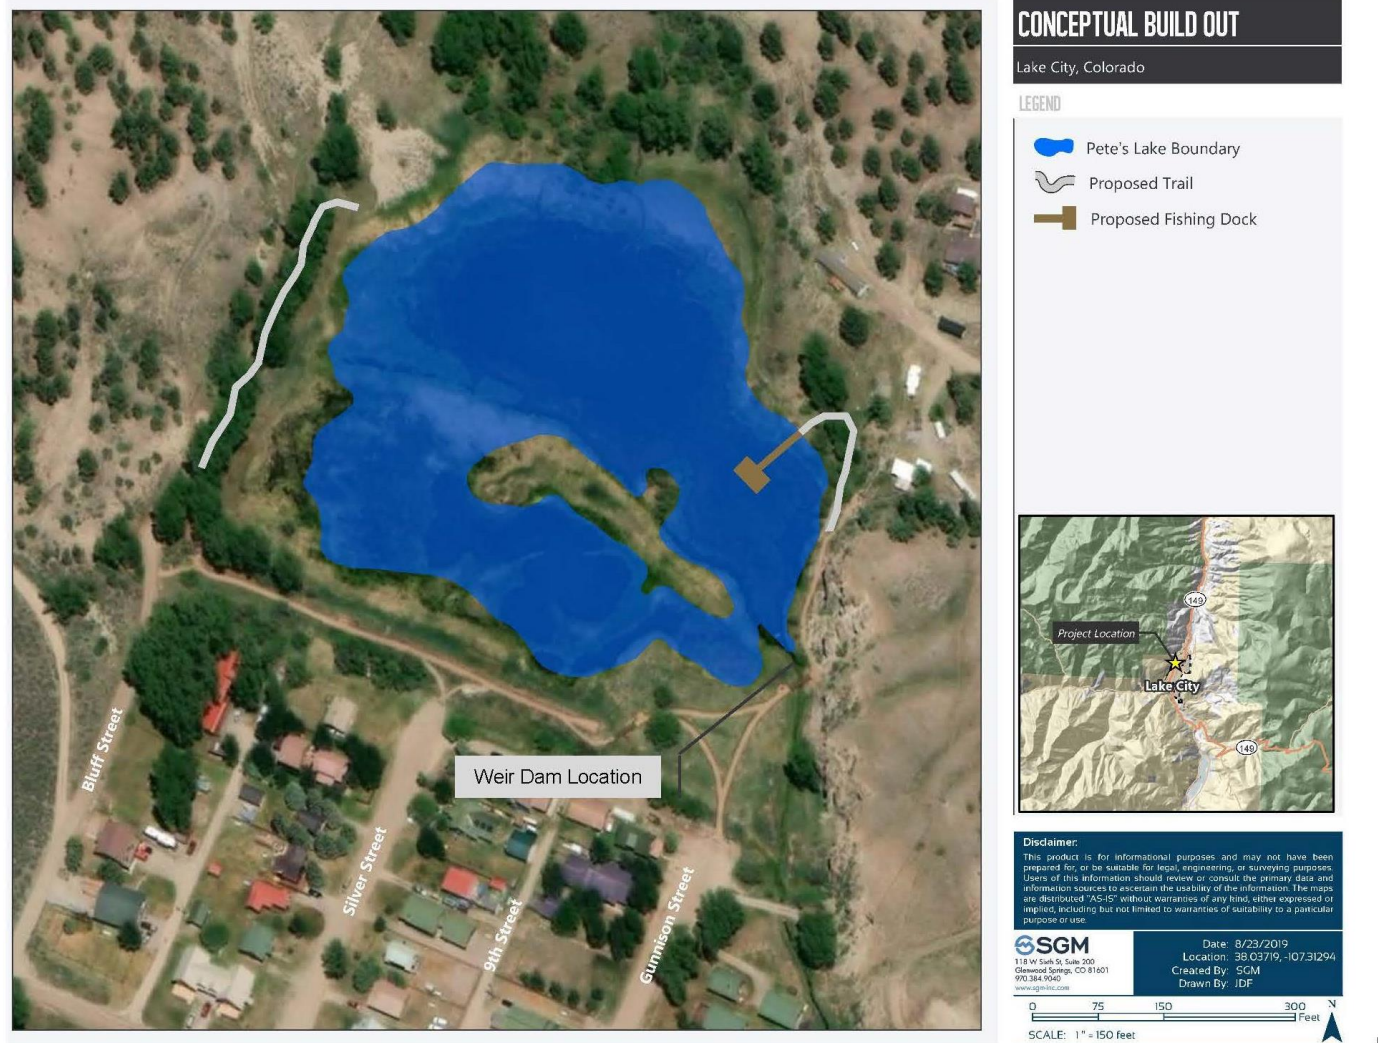 CONCEPTUAL BUILD OUT
Lake City, Colorado
LEGEND
Pete's Lake Boundary
Proposed Trail
Proposed Fishing Dock
Bluff Street
Silver Street
9th Street
Gunnison Street
Weir Dam Location
149
Project Location
Lake City
149
Disclaimer:
This product is for informational purposes and may not have been
prepared for, or be suitable for legal, engineering, or surveying purposes.
Users of this information should review or consult the primary data and
information sources to ascertain the usability of the information. The maps
are distributed "AS-IS" without warranties of any kind, either expressed or
implied, including but not limited to warranties of suitability to a particular
purpose or use.
SGM
118 W Sixth St, Suite 200
Glenwood Springs, CO 81601
970.384.9040
www.sgm-inc.com
Date: 8/23/2019
Location: 38.03719, -107.31294
Created By: SGM
Drawn By: JDF
0 75 150 300
Feet
N
SCALE: 1" = 150 feet